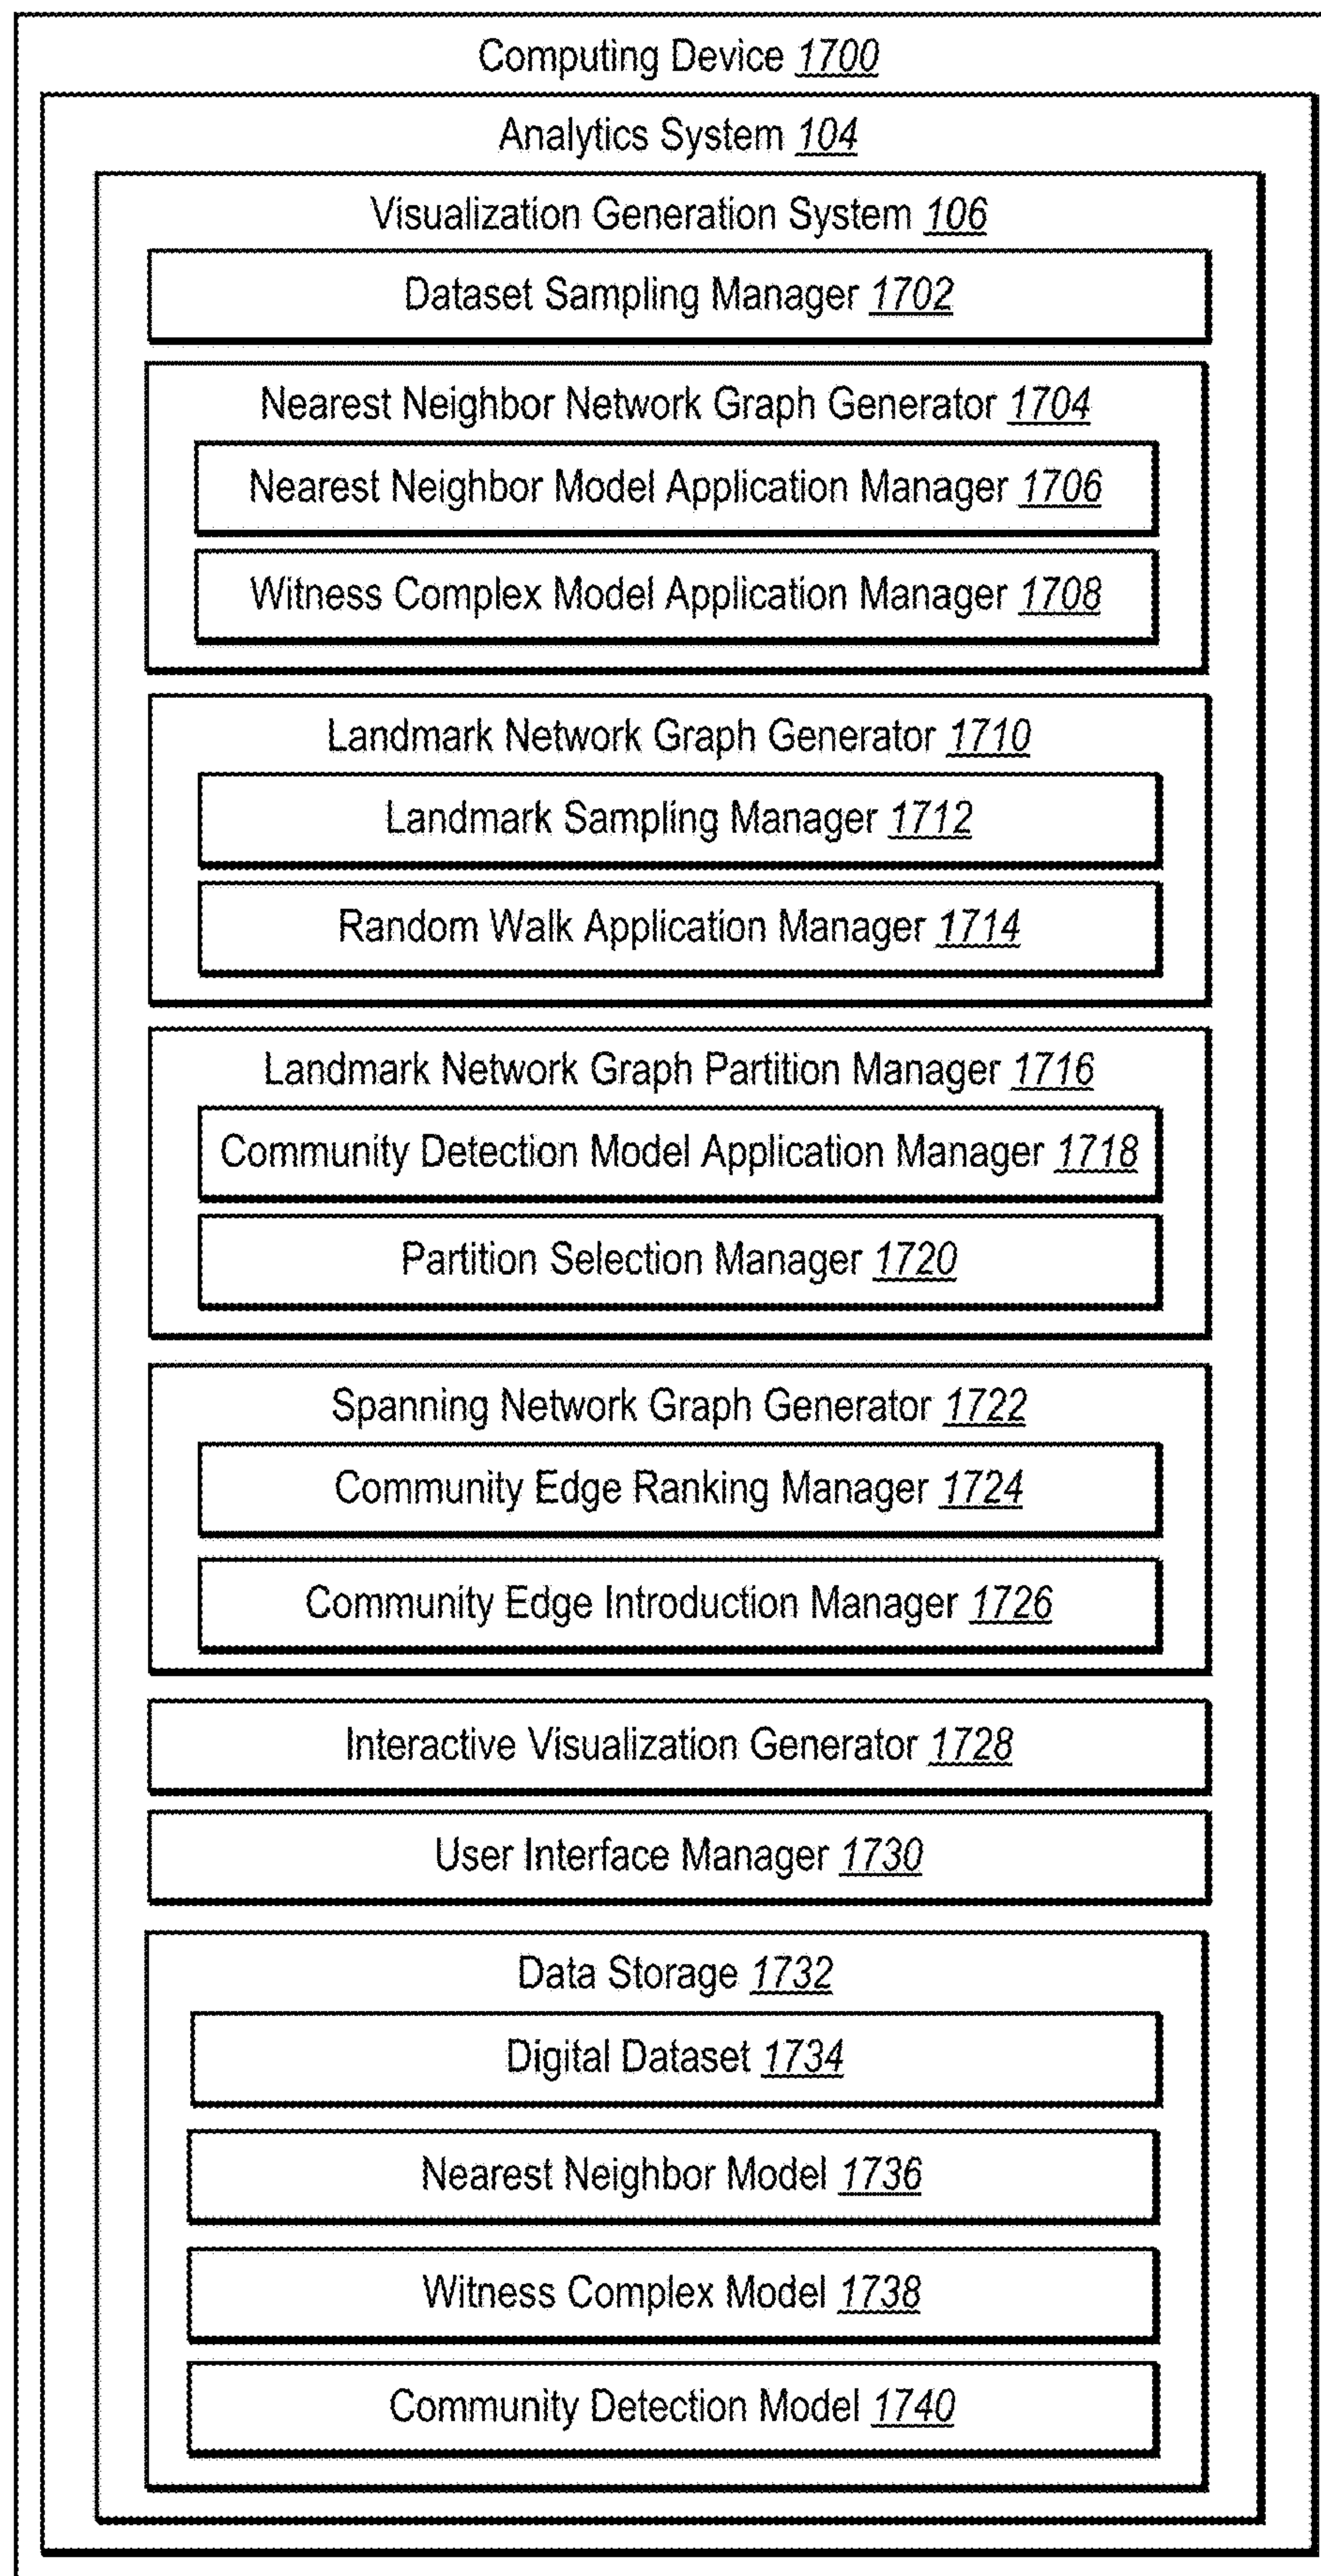 Computing Device 1700
Analytics System 104
Visualization Generation System 106
Dataset Sampling Manager 1702
Nearest Neighbor Network Graph Generator 1704
Nearest Neighbor Model Application Manager 1706
Witness Complex Model Application Manager 1708
Landmark Network Graph Generator 1710
Landmark Sampling Manager 1712
Random Walk Application Manager 1714
Landmark Network Graph Partition Manager 1716
Community Detection Model Application Manager 1718
Partition Selection Manager 1720
Spanning Network Graph Generator 1722
Community Edge Ranking Manager 1724
Community Edge Introduction Manager 1726
Interactive Visualization Generator 1728
User Interface Manager 1730
Data Storage 1732
Digital Dataset 1734
Nearest Neighbor Model 1736
Witness Complex Model 1738
Community Detection Model 1740